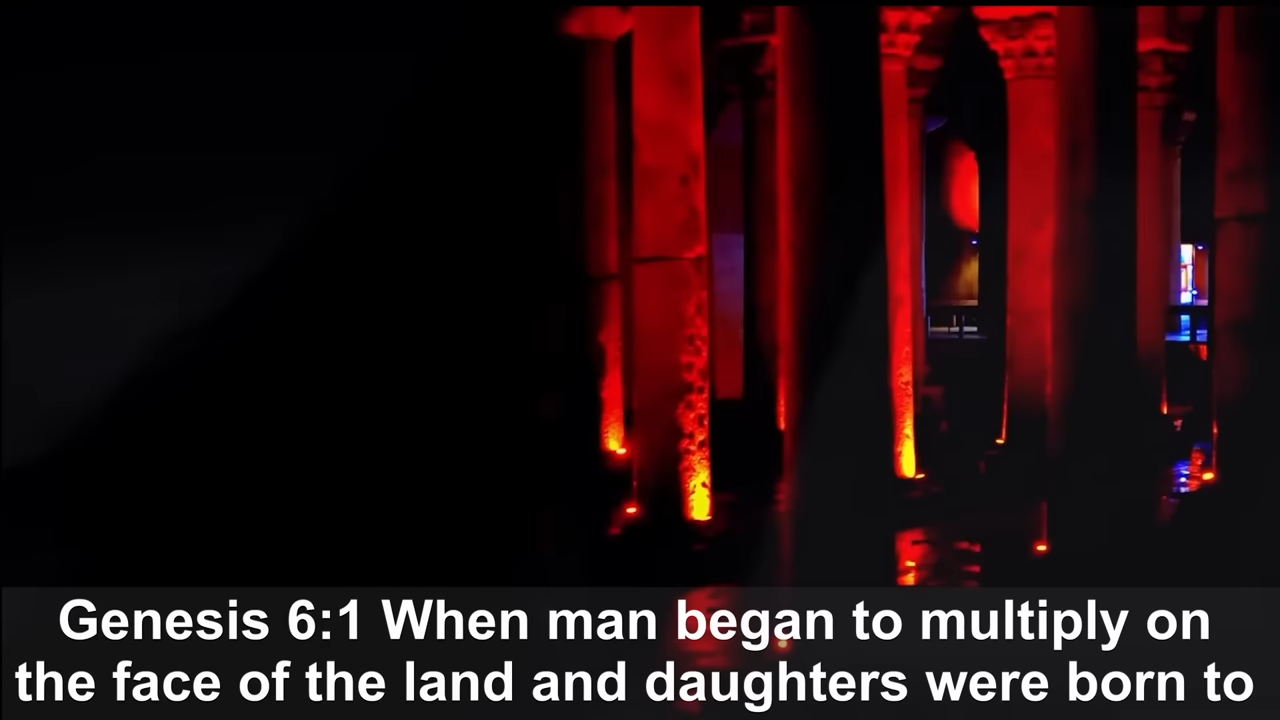 Genesis 6:1 When man began to multiply on
the face of the land and daughters were born to